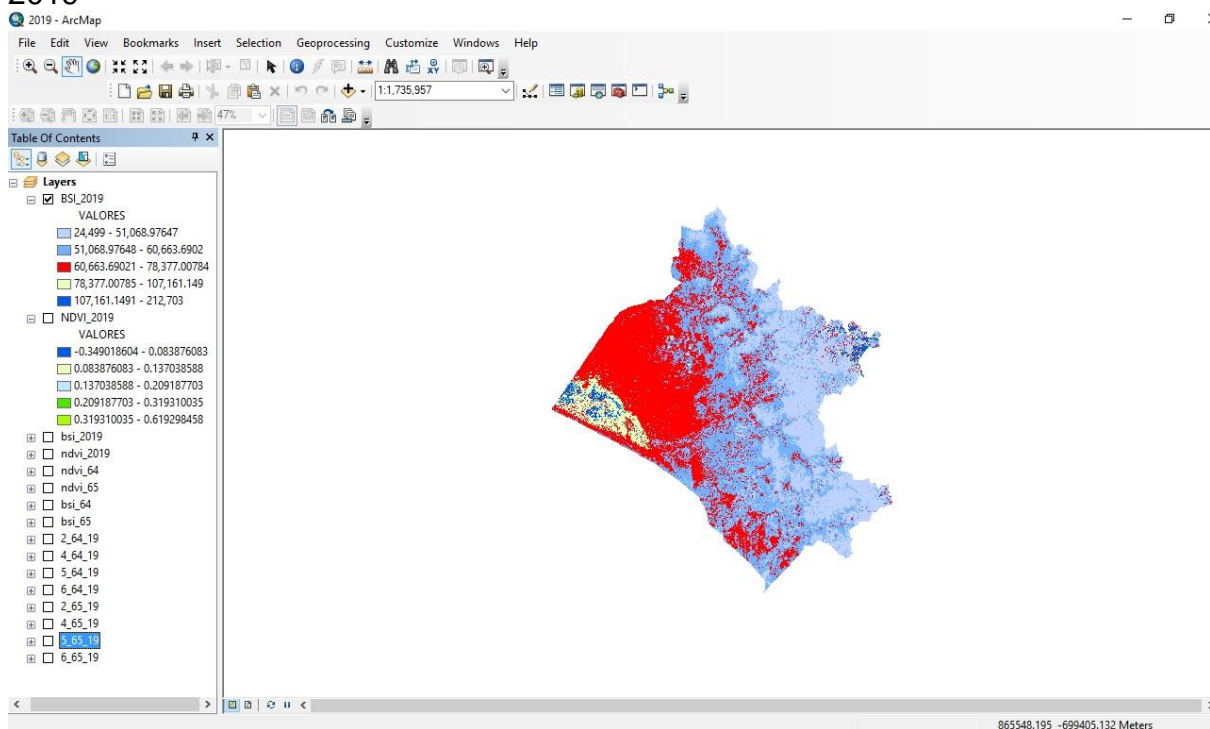 2019
2019 - ArcMap
File Edit View Bookmarks Insert Selection Geoprocessing Customize Windows Help
1:1,735,957
47%
Table Of Contents
Layers
BSI_2019
VALORES
24,499 - 51,068.97647
51,068.97648 - 60,663.6902
60,663.69021 - 78,377.00784
78,377.00785 - 107,161.149
107,161.1491 - 212,703
NDVI_2019
VALORES
-0.349018604 - 0.083876083
0.083876083 - 0.137038588
0.137038588 - 0.209187703
0.209187703 - 0.319310035
0.319310035 - 0.619298458
bsi_2019
ndvi_2019
ndvi_64
ndvi_65
bsi_64
bsi_65
2_64_19
4_64_19
5_64_19
6_64_19
2_65_19
4_65_19
5_65_19
6_65_19
865548.195 -699405.132 Meters